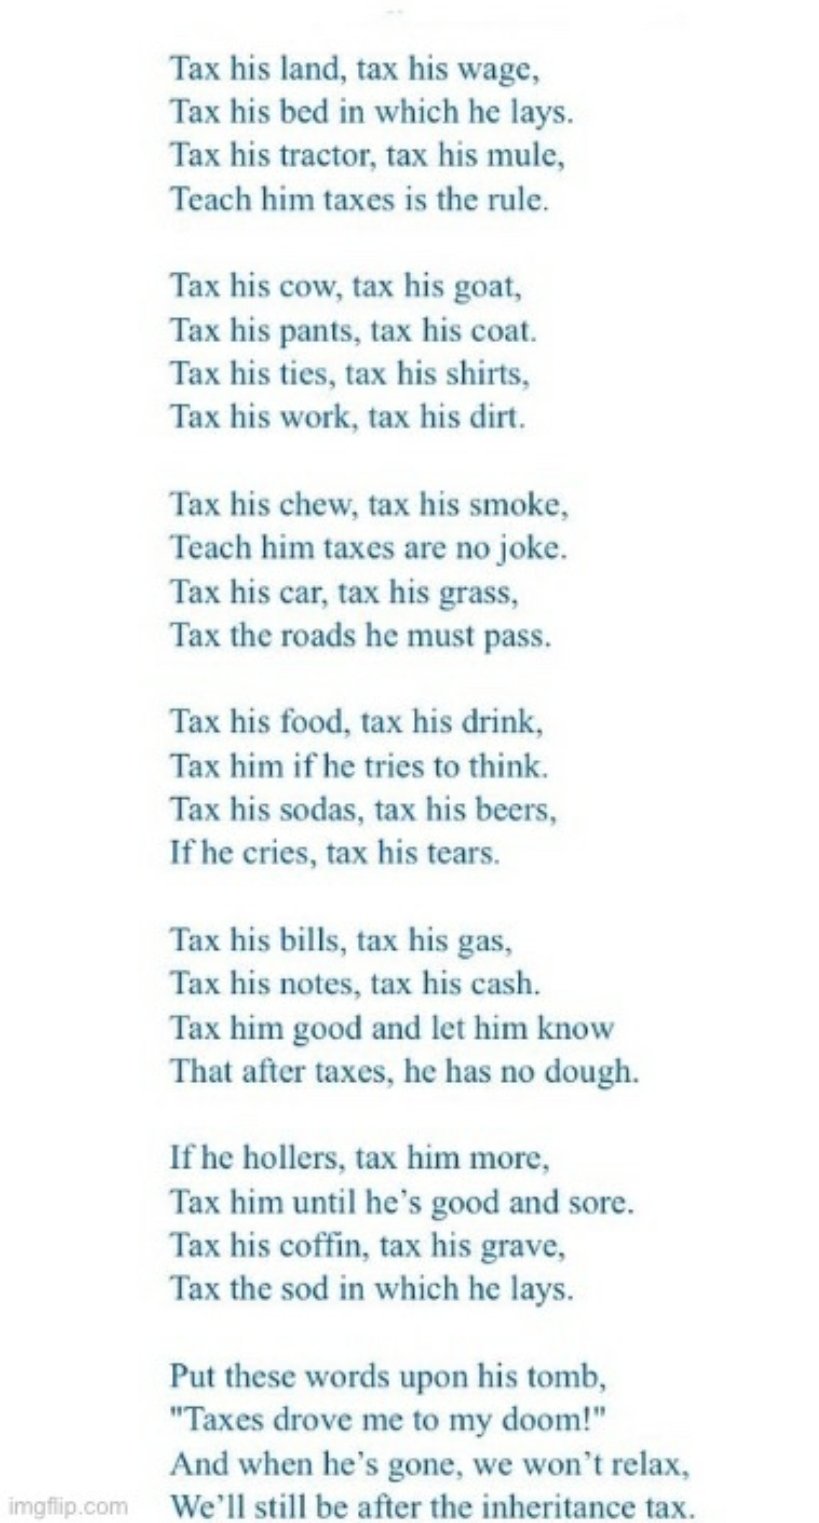 Tax his land, tax his wage,
Tax his bed in which he lays.
Tax his tractor, tax his mule,
Teach him taxes is the rule.
Tax his cow, tax his goat,
Tax his pants, tax his coat.
Tax his ties, tax his shirts,
Tax his work, tax his dirt.
Tax his chew, tax his smoke,
Teach him taxes are no joke.
Tax his car, tax his grass,
Tax the roads he must pass.
Tax his food, tax his drink,
Tax him if he tries to think.
Tax his sodas, tax his beers,
If he cries, tax his tears.
Tax his bills, tax his gas,
Tax his notes, tax his cash.
Tax him good and let him know
That after taxes, he has no dough.
If he hollers, tax him more,
Tax him until he’s good and sore.
Tax his coffin, tax his grave,
Tax the sod in which he lays.
Put these words upon his tomb,
"Taxes drove me to my doom!"
And when he’s gone, we won’t relax,
We’ll still be after the inheritance tax.
imgflip.com